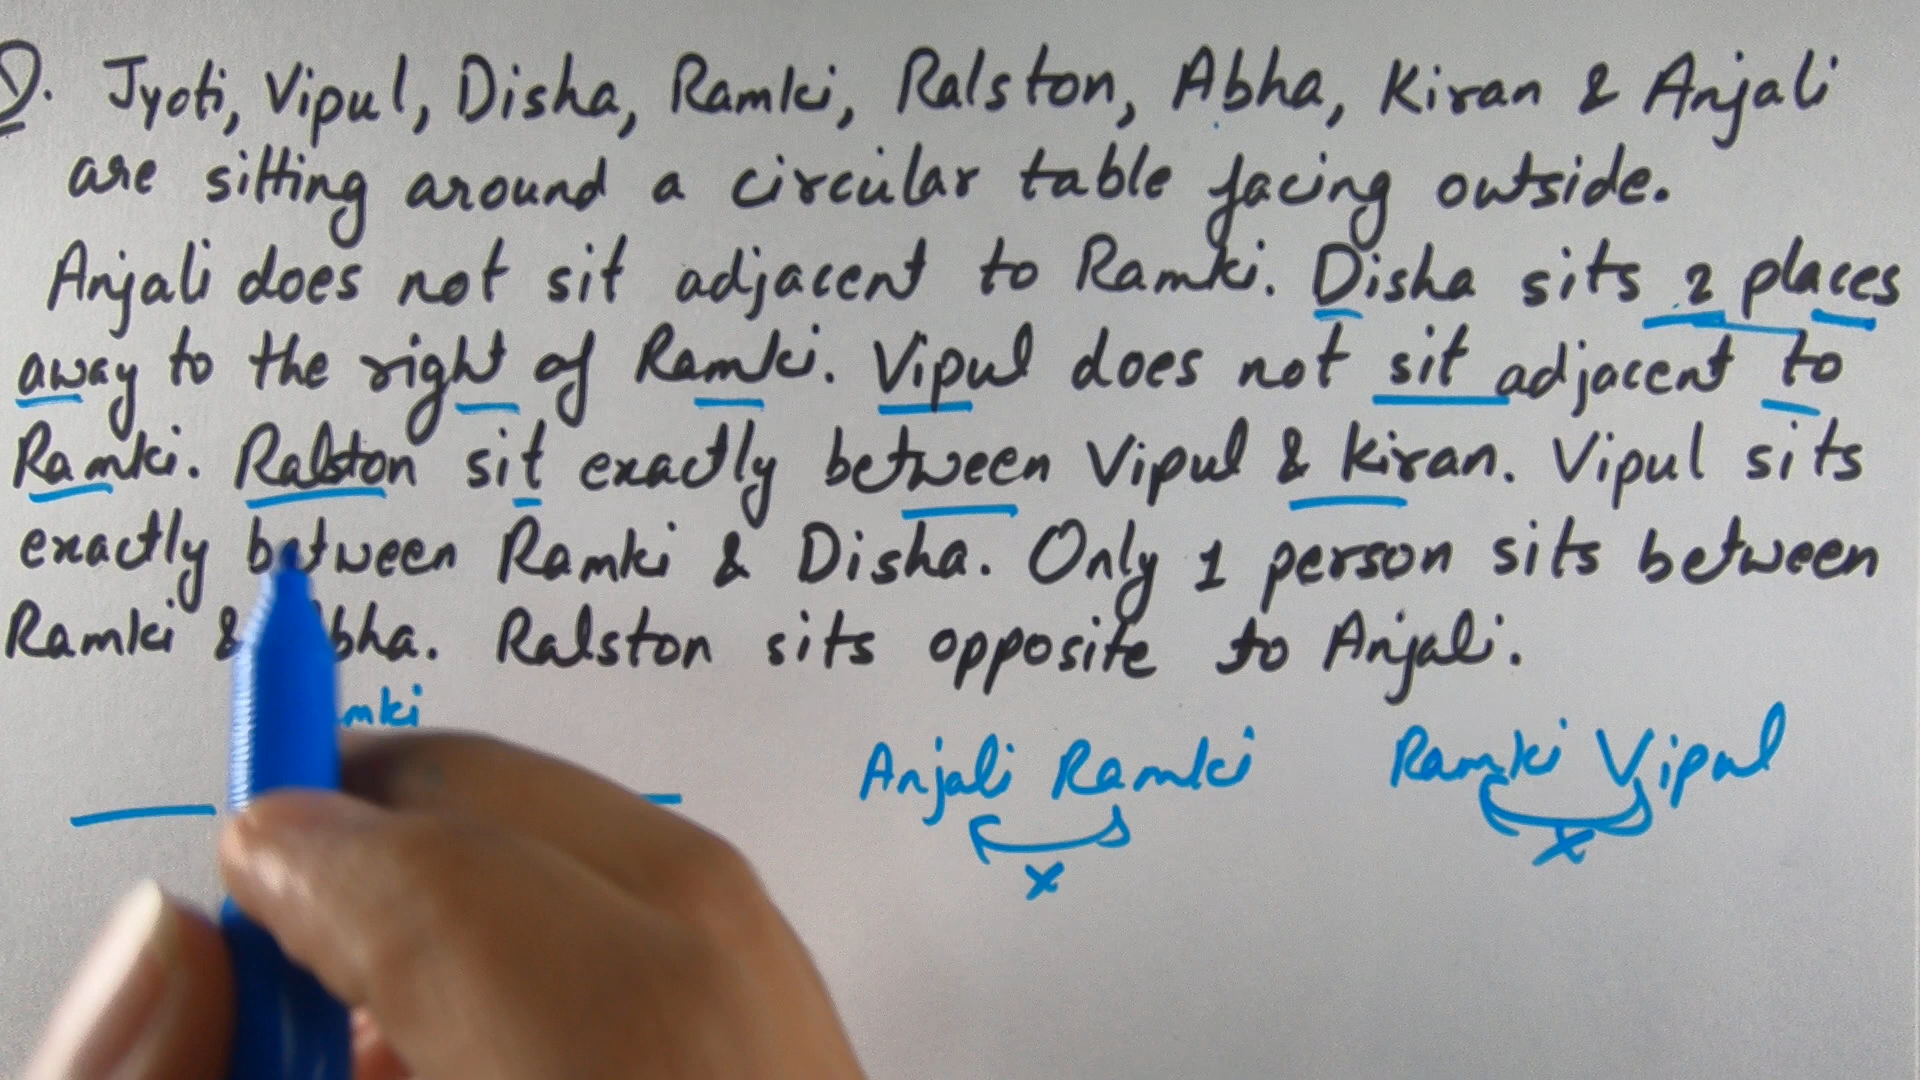 Q. Jyoti, Vipul, Disha, Ramki, Ralston, Abha, Kiran & Anjali
are sitting around a circular table facing outside.
Anjali does not sit adjacent to Ramki. Disha sits 2 places
away to the right of Ramki. Vipul does not sit adjacent to
Ramki. Ralston sit exactly between Vipul & Kiran. Vipul sits
exactly between Ramki & Disha. Only 1 person sits between
Ramki & bha. Ralston sits opposite to Anjali.
mki
Anjali Ramki Ramki Vipul
x x